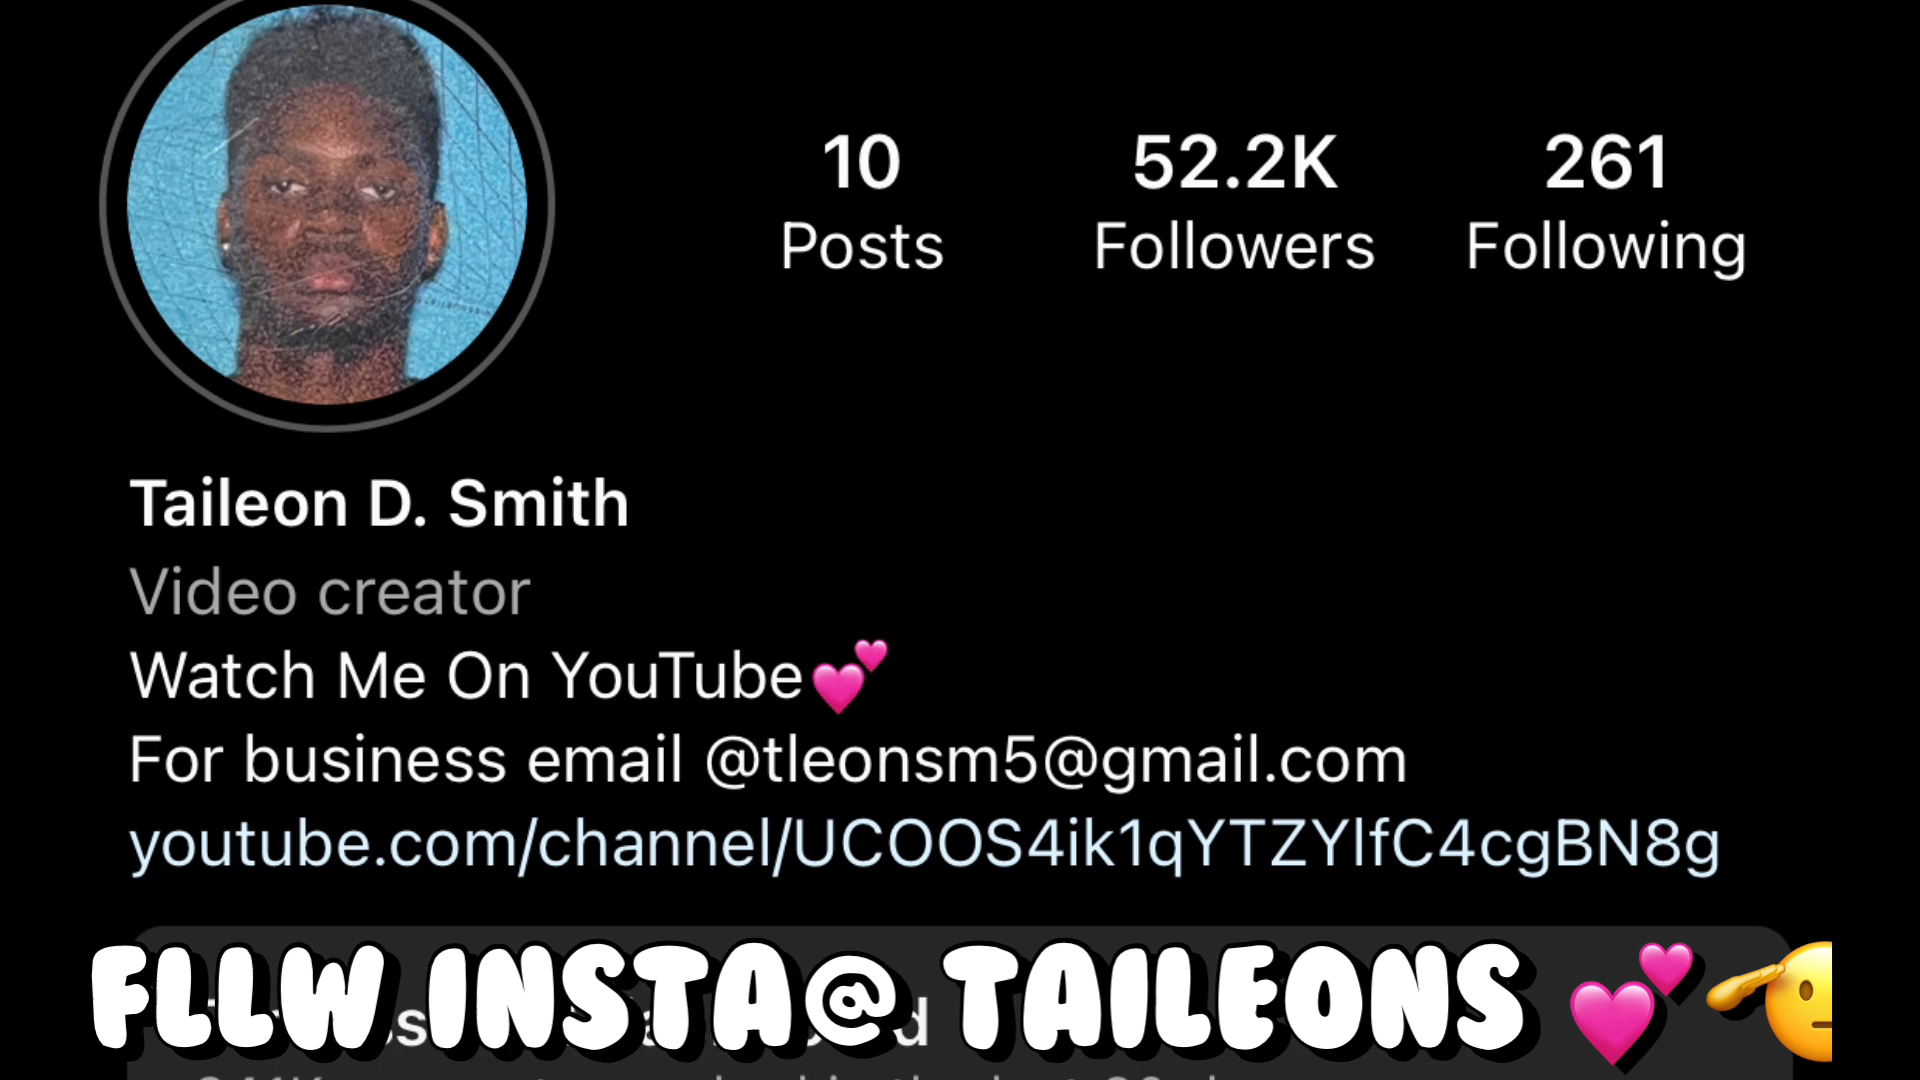 10 52.2K 261
Posts Followers Following
Taileon D. Smith
Video creator
Watch Me On YouTube💕
For business email @tleonsm5@gmail.com
youtube.com/channel/UCOOS4ik1qYTZYlfC4cgBN8g
FLLW INSTA@ TAILEONS 💕🫡